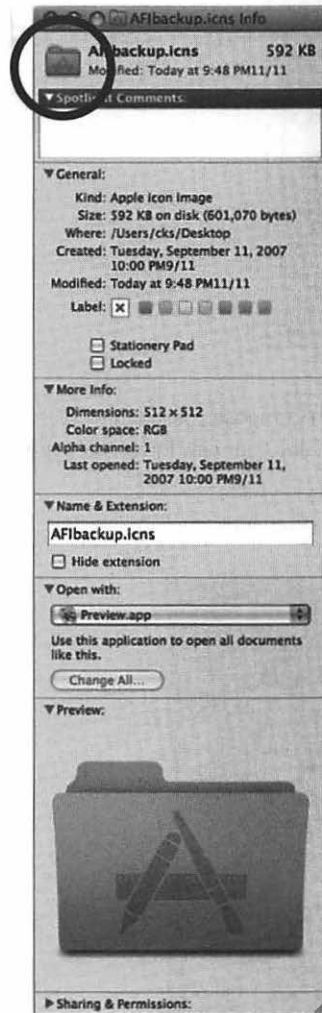 AFIbackup.icns Info
AFIbackup.icns 592 KB
Modified: Today at 9:48 PM11/11
▼Spotlight Comments:
▼General:
Kind: Apple icon image
Size: 592 KB on disk (601,070 bytes)
Where: /Users/cks/Desktop
Created: Tuesday, September 11, 2007
10:00 PM9/11
Modified: Today at 9:48PM11/11
Label: x
Stationery Pad
Locked
▼More Info:
Dimensions: 512 × 512
Color space: RGB
Alpha channel: 1
Last opened: Tuesday, September 11,
2007 10:00 PM9/11
▼Name & Extension:
AFIbackup.icns
Hide extension
▼Open with:
Preview.app
Use this application to open all documents
like this.
Change All...
▼Preview:
▶Sharing & Permissions: